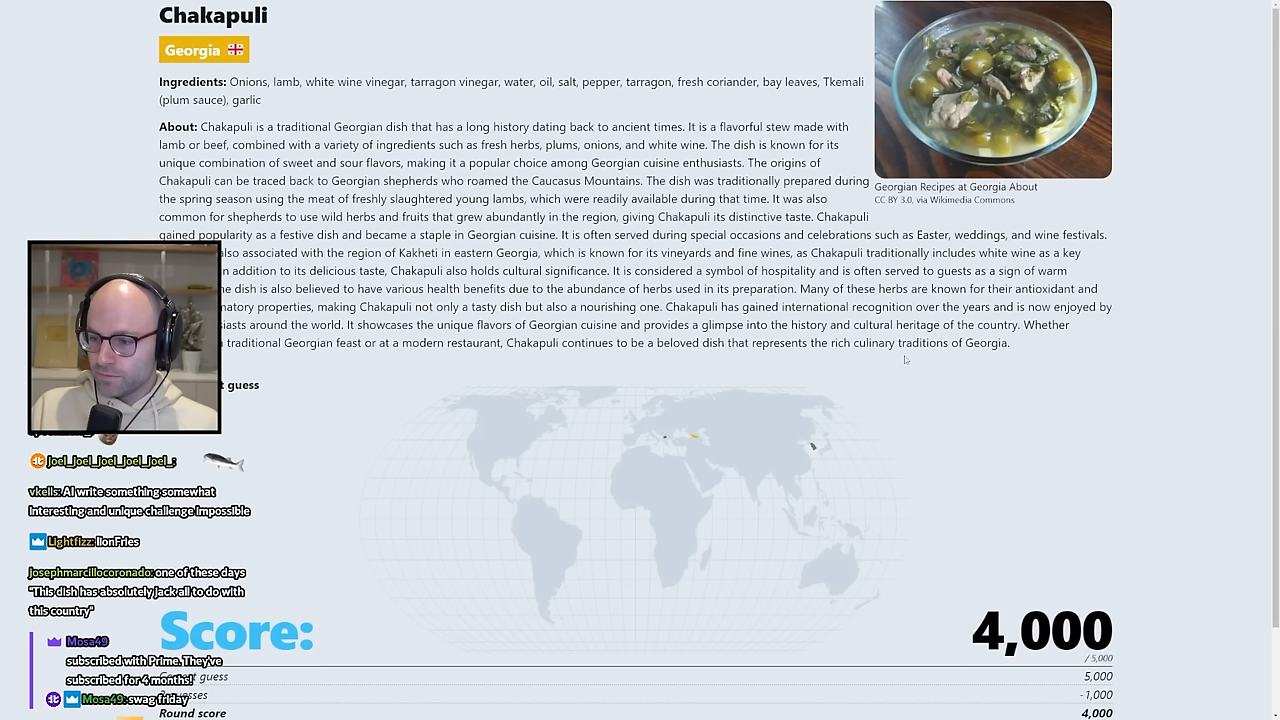 Chakapuli
Georgia
Ingredients: Onions, lamb, white wine vinegar, tarragon vinegar, water, oil, salt, pepper, tarragon, fresh coriander, bay leaves, Tkemali
(plum sauce), garlic
About: Chakapuli is a traditional Georgian dish that has a long history dating back to ancient times. It is a flavorful stew made with
lamb or beef, combined with a variety of ingredients such as fresh herbs, plums, onions, and white wine. The dish is known for its
unique combination of sweet and sour flavors, making it a popular choice among Georgian cuisine enthusiasts. The origins of
Chakapuli can be traced back to Georgian shepherds who roamed the Caucasus Mountains. The dish was traditionally prepared during
the spring season using the meat of freshly slaughtered young lambs, which were readily available during that time. It was also
common for shepherds to use wild herbs and fruits that grew abundantly in the region, giving Chakapuli its distinctive taste. Chakapuli
gained popularity as a festive dish and became a staple in Georgian cuisine. It is often served during special occasions and celebrations such as Easter, weddings, and wine festivals.
also associated with the region of Kakheti in eastern Georgia, which is known for its vineyards and fine wines, as Chakapuli traditionally includes white wine as a key
n addition to its delicious taste, Chakapuli also holds cultural significance. It is considered a symbol of hospitality and is often served to guests as a sign of warm
ne dish is also believed to have various health benefits due to the abundance of herbs used in its preparation. Many of these herbs are known for their antioxidant and
matory properties, making Chakapuli not only a tasty dish but also a nourishing one. Chakapuli has gained international recognition over the years and is now enjoyed by
siasts around the world. It showcases the unique flavors of Georgian cuisine and provides a glimpse into the history and cultural heritage of the country. Whether
traditional Georgian feast or at a modern restaurant, Chakapuli continues to be a beloved dish that represents the rich culinary traditions of Georgia.
Georgian Recipes at Georgia About
CC BY 3.0, via Wikimedia Commons
t guess
joel_joel_joel_joel_joel_:
vkells: AI write something somewhat
interesting and unique challenge impossible
Lightfizz: llonFries
josephmarcillocoronado: one of these days
"This dish has absolutely jack all to do with
this country"
Mosa49
subscribed with Prime. They've
subscribed for 4 months!
Mosa49: swag friday
Score: 4,000
/ 5,000
guess 5,000
guesses -1,000
Round score 4,000